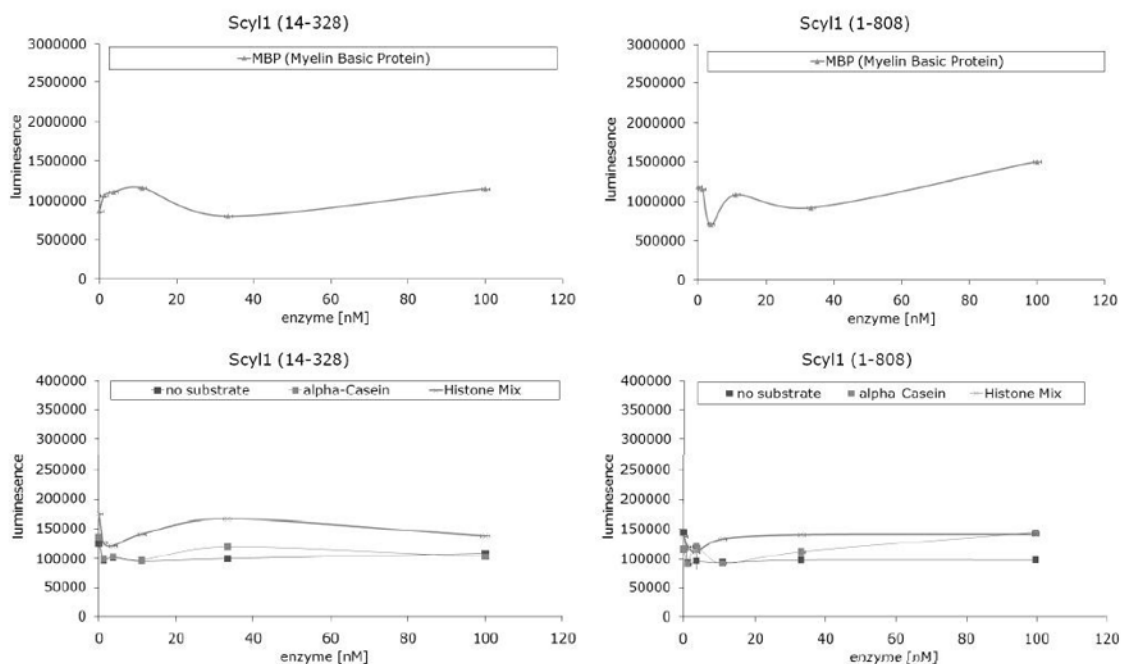 Scyl1 (14-328)
3000000
MBP (Myelin Basic Protein)
2500000
2000000
1500000
1000000
500000
0
luminesence
0 20 40 60 80 100 120
enzyme [nM]
Scyl1 (1-808)
3000000
MBP (Myelin Basic Protein)
2500000
2000000
1500000
1000000
500000
0
luminesence
0 20 40 60 80 100 120
enzyme [nM]
Scyl1 (14-328)
400000
no substrate alpha-Casein Histone Mix
350000
300000
250000
200000
150000
100000
50000
0
luminesence
0 20 40 60 80 100 120
enzyme [nM]
Scyl1 (1-808)
400000
no substrate alpha Casein Histone Mix
350000
300000
250000
200000
150000
100000
50000
0
luminesence
0 20 40 60 80 100 120
enzyme [nM]